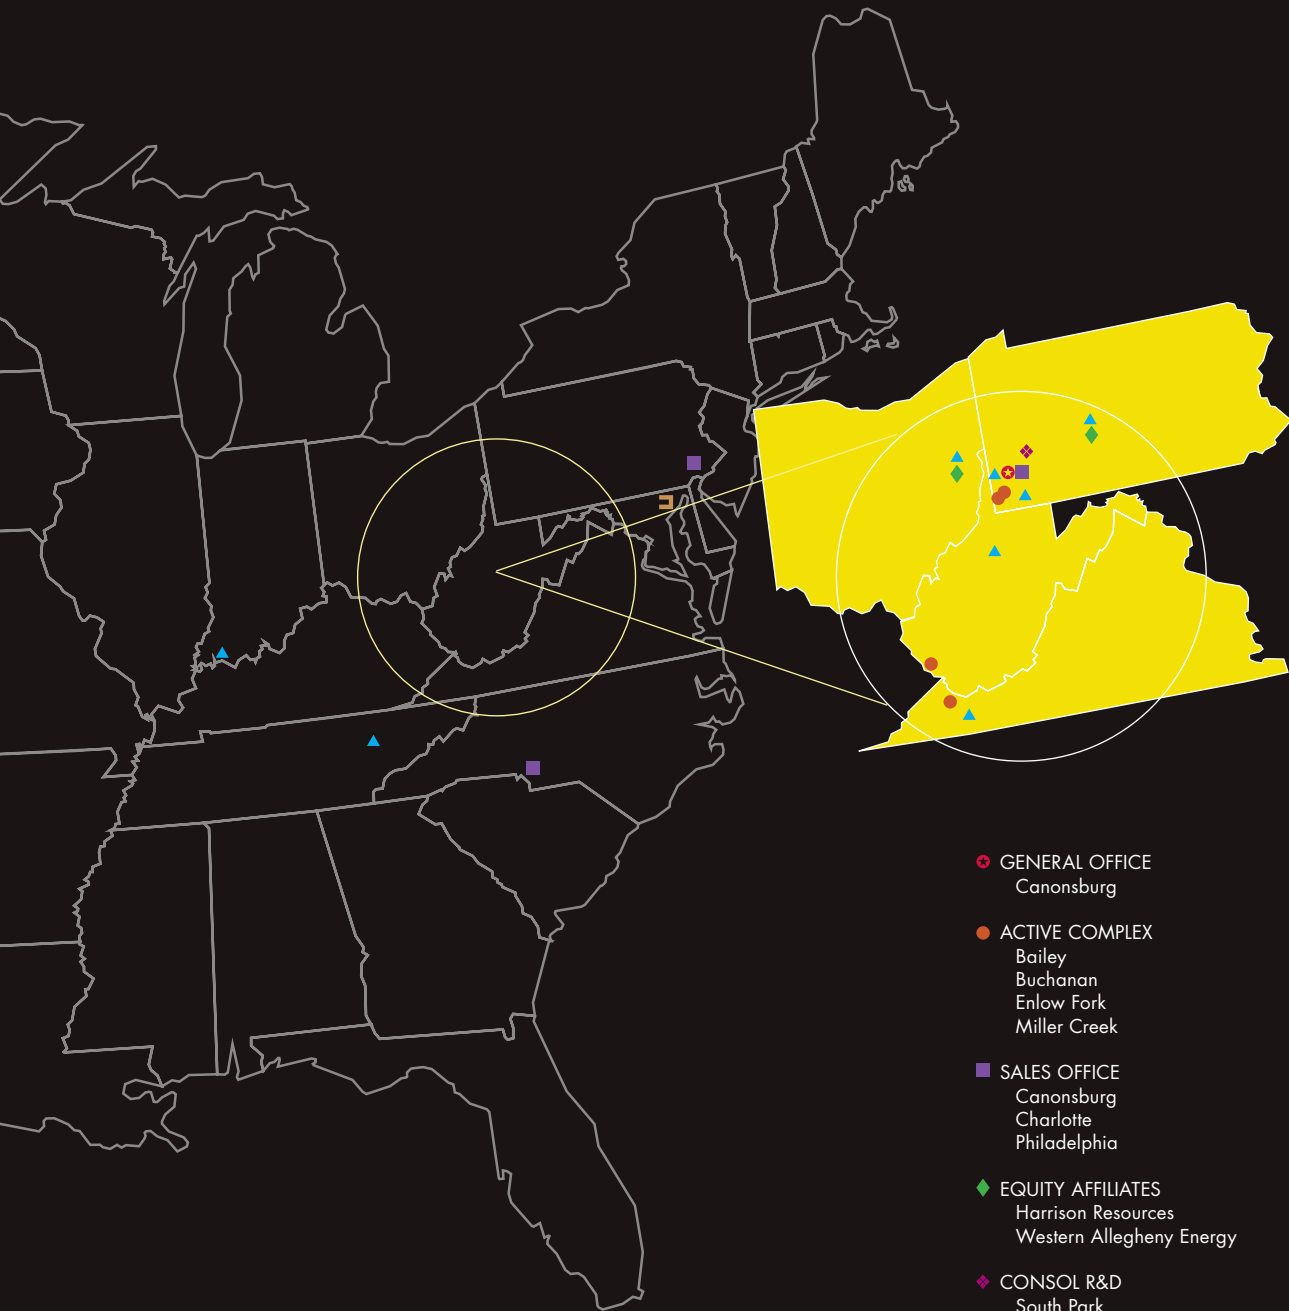 GENERAL OFFICE
Canonsburg
ACTIVE COMPLEX
Bailey
Buchanan
Enlow Fork
Miller Creek
SALES OFFICE
Canonsburg
Charlotte
Philadelphia
EQUITY AFFILIATES
Harrison Resources
Western Allegheny Energy
CONSOL R&D
South Park